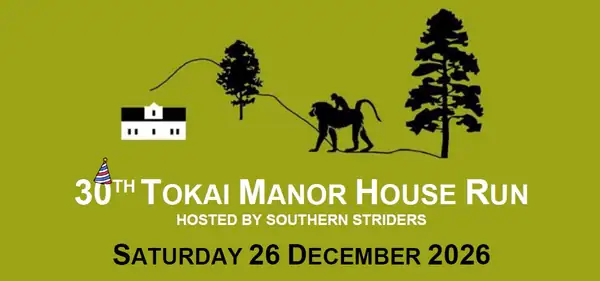 30TH TOKAI MANOR HOUSE RUN
HOSTED BY SOUTHERN STRIDERS
SATURDAY 26 DECEMBER 2026